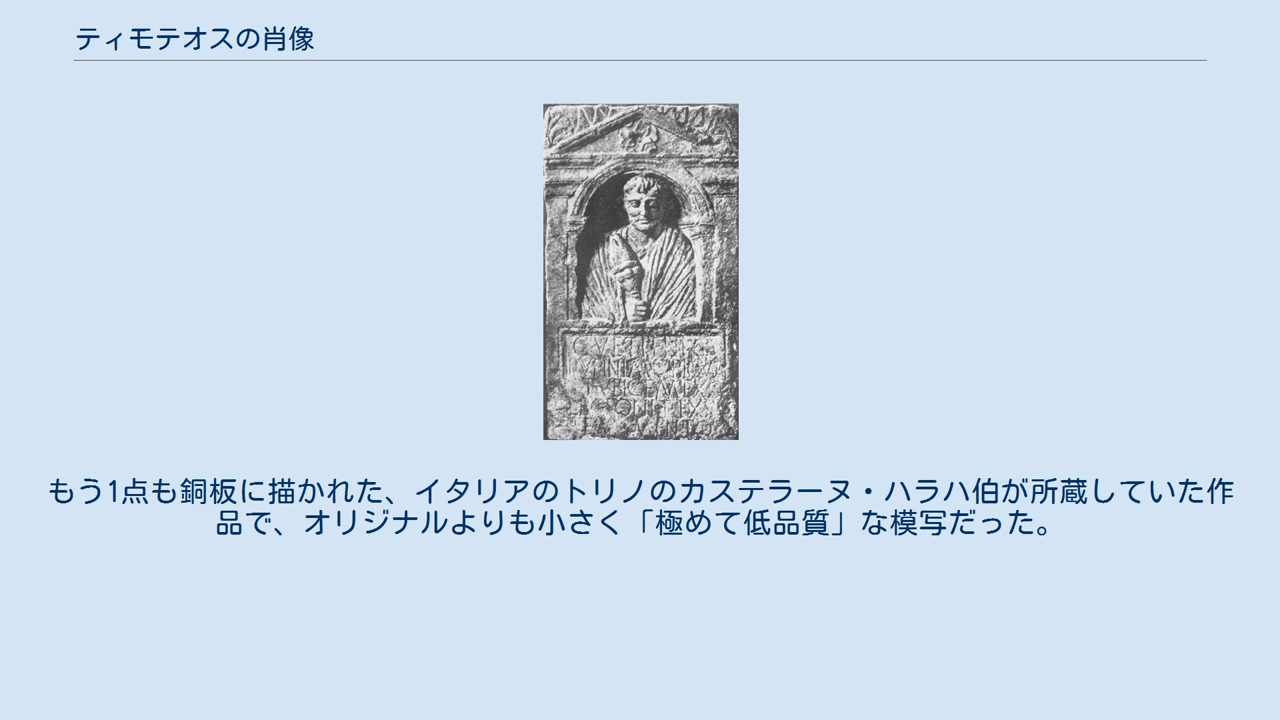 ティモテオスの肖像
もう1点も銅板に描かれた、イタリアのトリノのカステラーヌ・ハラハ伯が所蔵していた作
品で、オリジナルよりも小さく「極めて低品質」な模写だった。